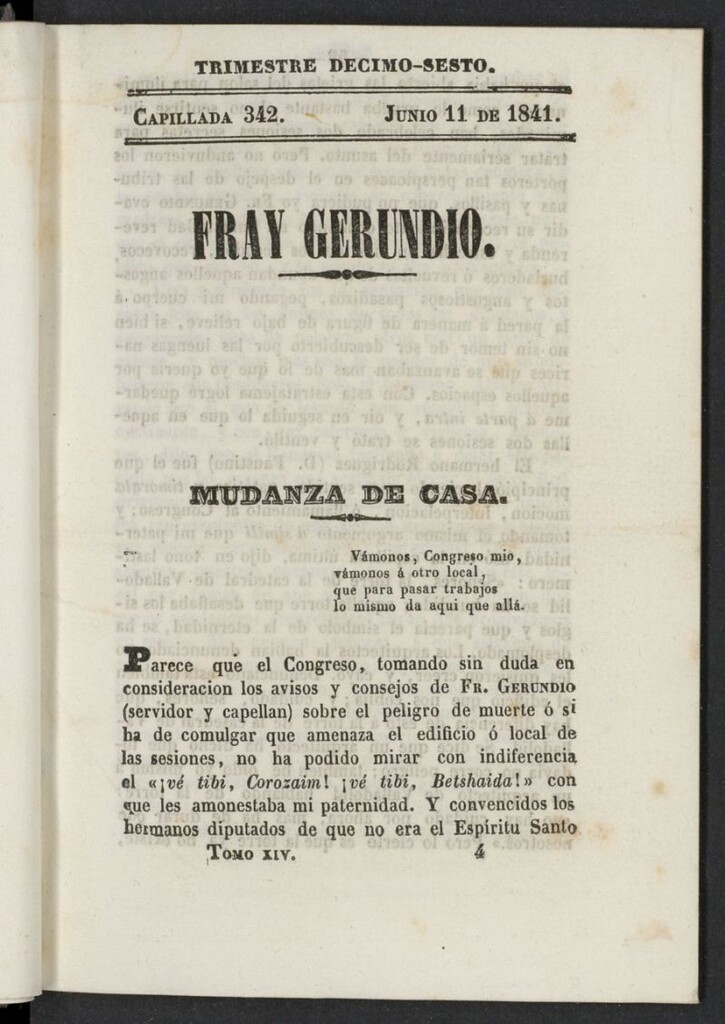 TRIMESTRE DECIMO-SESTO.
CAPILLADA 342. JUNIO 11 DE 1841.
FRAY GERUNDIO.
MUDANZA DE CASA.
Vámonos, Congreso mio,
vámonos á otro local,
que para pasar trabajos
lo mismo da aqui que allá.
Parece que el Congreso, tomando sin duda en
consideracion los avisos y consejos de FR. GERUNDIO
(servidor y capellan) sobre el peligro de muerte ó si
ha de comulgar que amenaza el edificio ó local de
las sesiones, no ha podido mirar con indiferencia
el «¡vé tibi, Corozaim! ¡vé tibi, Betshaida!» con
que les amonestaba mi paternidad. Y convencidos los
hermanos diputados de que no era el Espíritu Santo
TOMO XIV. 4